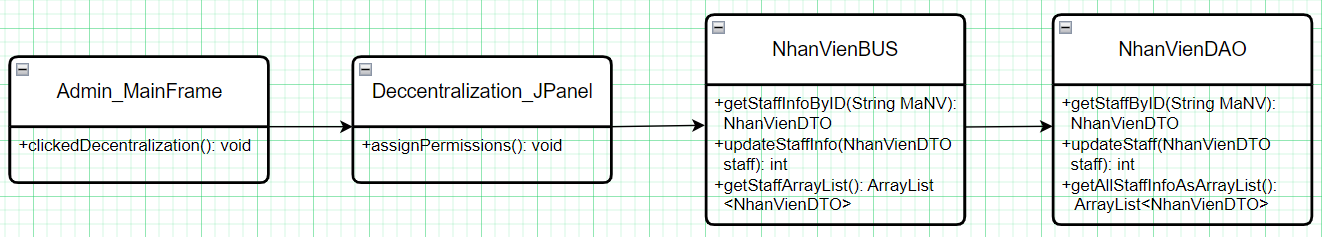 Admin_MainFrame
+clickedDecentralization(): void
Deccentralization_JPanel
+assignPermissions(): void
NhanVienBUS
+getStaffInfoByID(String MaNV):
NhanVienDTO
+updateStaffInfo(NhanVienDTO
staff): int
+getStaffArrayList(): ArrayList
<NhanVienDTO>
NhanVienDAO
+getStaffByID(String MaNV):
NhanVienDTO
+updateStaff(NhanVienDTO
staff): int
+getAllStaffInfoAsArrayList():
ArrayList<NhanVienDTO>